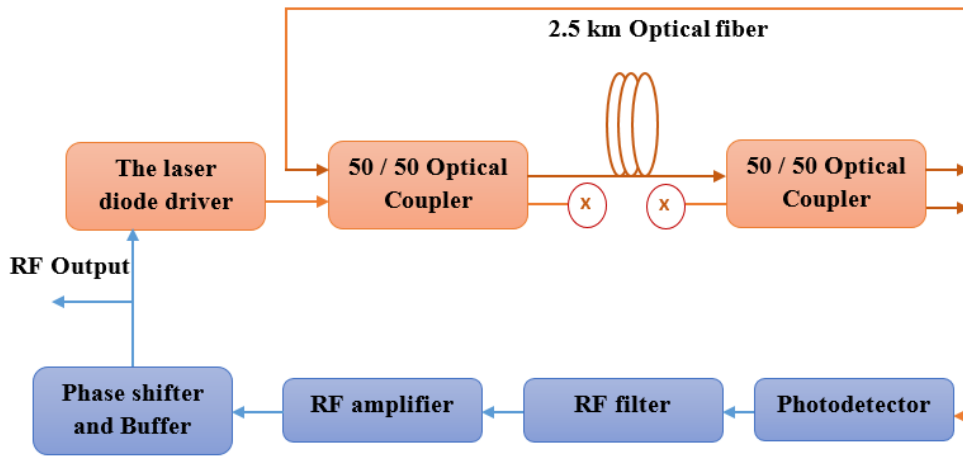 2.5 km Optical fiber
The laser
diode driver
50 / 50 Optical
Coupler
x
x
50 / 50 Optical
Coupler
RF Output
Phase shifter
and Buffer
RF amplifier
RF filter
Photodetector